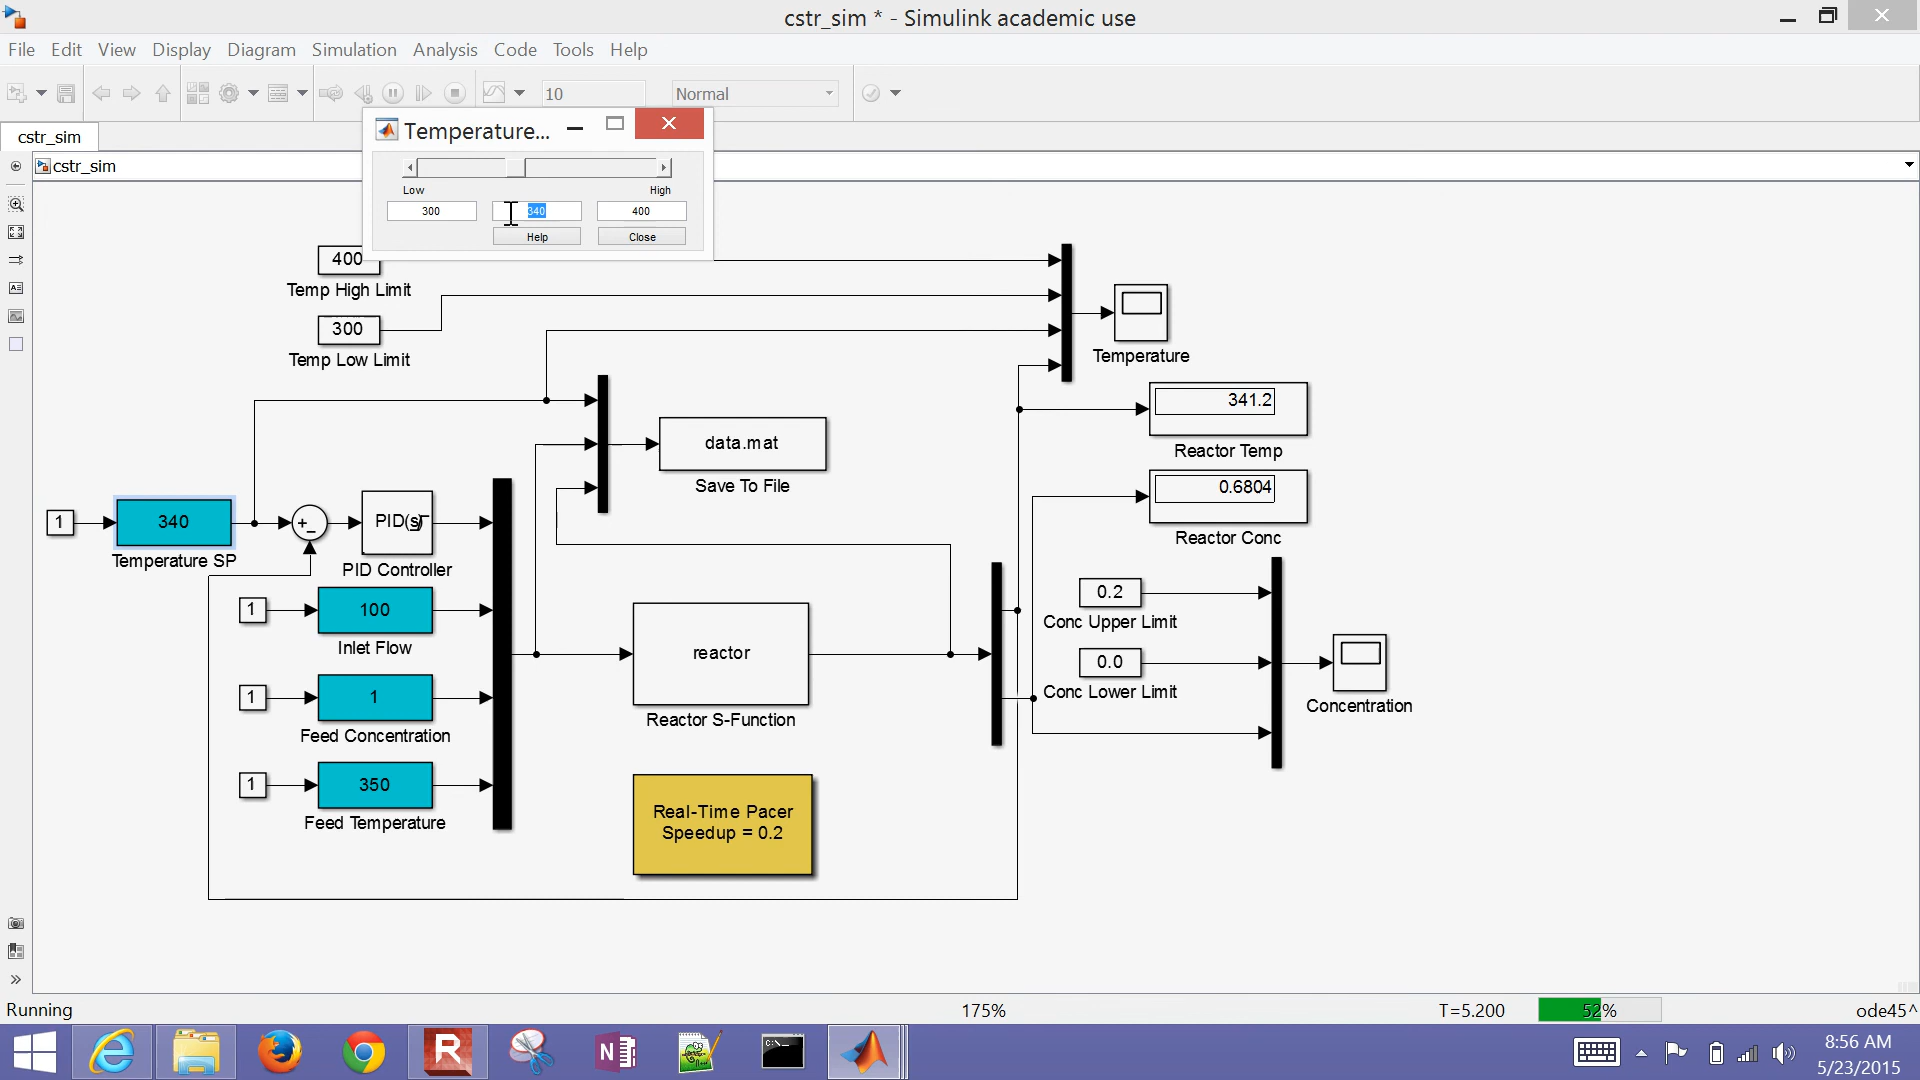 cstr_sim * - Simulink academic use
File Edit View Display Diagram Simulation Analysis Code Tools Help
10
Normal
cstr_sim
cstr_sim
Temperature...
Low
High
300
340
400
Help
Close
400
Temp High Limit
300
Temp Low Limit
Temperature
341.2
Reactor Temp
data.mat
Save To File
0.6804
Reactor Conc
1
340
Temperature SP
+
-
PID(s)
PID Controller
1
100
Inlet Flow
0.2
Conc Upper Limit
reactor
Reactor S-Function
0.0
Conc Lower Limit
Concentration
1
1
Feed Concentration
1
350
Feed Temperature
Real-Time Pacer
Speedup = 0.2
Running
175%
T=5.200
52%
ode45
8:56 AM
5/23/2015